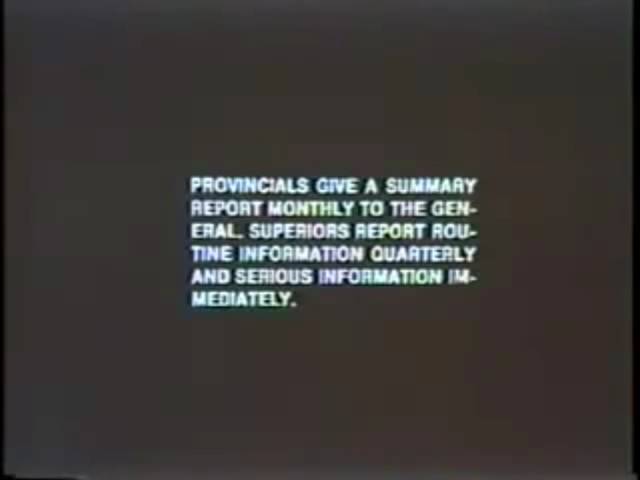 PROVINCIALS GIVE A SUMMARY
REPORT MONTHLY TO THE GEN-
ERAL. SUPERIORS REPORT ROU-
TINE INFORMATION QUARTERLY
AND SERIOUS INFORMATION IM-
MEDIATELY.